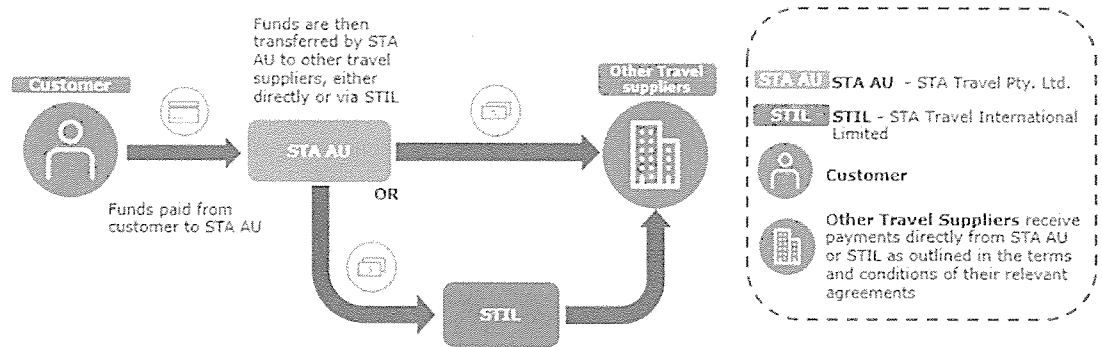 Funds are then
transferred by STA
AU to other travel
suppliers, either
directly or via STIL
Customer
Other Travel
suppliers
STA AU
OR
Funds paid from
customer to STA AU
STIL
STA AU STA AU - STA Travel Pty. Ltd.
STIL STIL - STA Travel International
Limited
Customer
Other Travel Suppliers receive
payments directly from STA AU
or STIL as outlined in the terms
and conditions of their relevant
agreements